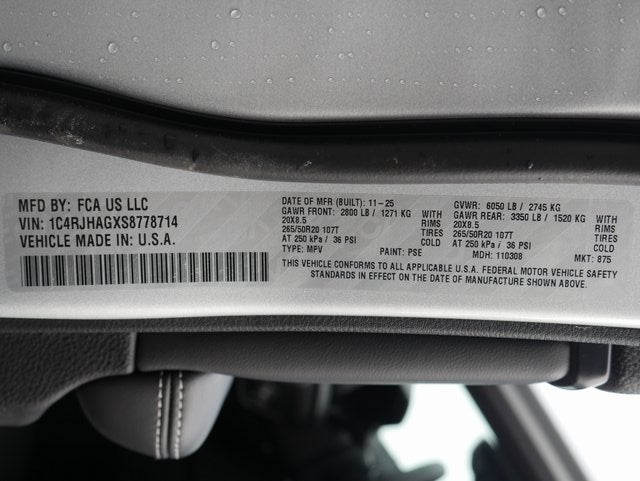 MFD BY: FCA US LLC
VIN: 1C4RJHAGXS8778714
VEHICLE MADE IN: U.S.A.
DATE OF MFR (BUILT): 11-25
GAWR FRONT: 2800 LB / 1271 KG WITH
20X8.5 RIMS
265/50R20 107T TIRES
AT 250 kPa / 36 PSI COLD
TYPE: MPV PAINT: PSE
GVWR: 6050 LB / 2745 KG
GAWR REAR: 3350 LB / 1520 KG WITH
20X8.5 RIMS
265/50R20 107T TIRES
AT 250 kPa / 36 PSI COLD
MDH: 110308 MKT: 875
THIS VEHICLE CONFORMS TO ALL APPLICABLE U.S.A. FEDERAL MOTOR VEHICLE SAFETY
STANDARDS IN EFFECT ON THE DATE OF MANUFACTURE SHOWN ABOVE.